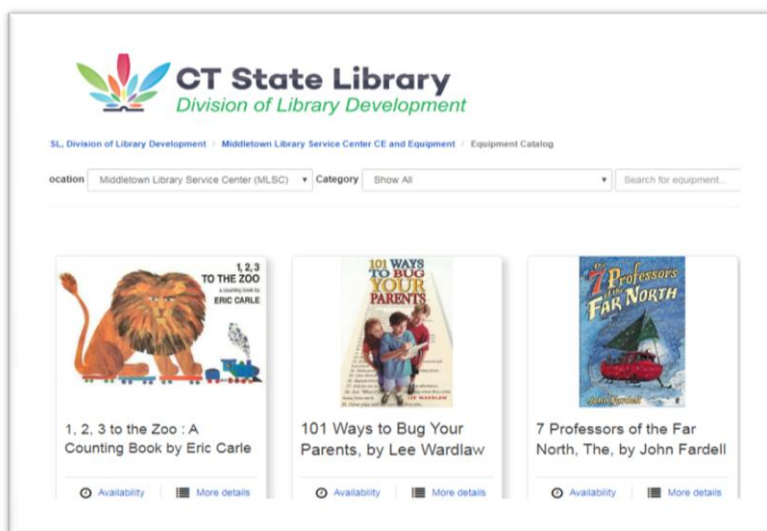 CT State Library
Division of Library Development
SL, Division of Library Development / Middletown Library Service Center CE and Equipment / Equipment Catalog
ocation Middletown Library Service Center (MLSC) Category Show All Search for equipment...
1, 2, 3
TO THE ZOO
a counting book by
ERIC CARLE
101 WAYS
TO BUG
YOUR
PARENTS
LEE WARDLAW
The
7 Professors
of the
FAR NORTH
John Fardell
1, 2, 3 to the Zoo : A
Counting Book by Eric Carle
101 Ways to Bug Your
Parents, by Lee Wardlaw
7 Professors of the Far
North, The, by John Fardell
Availability More details
Availability More details
Availability More details